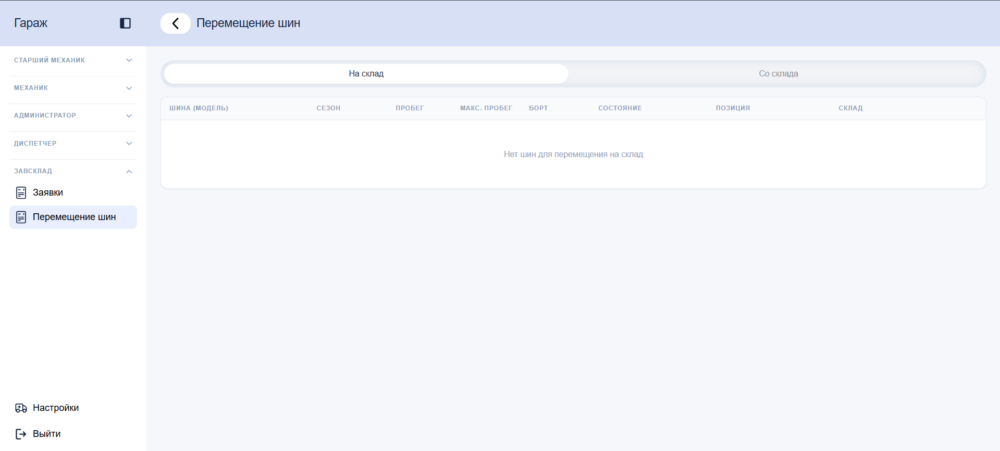 Гараж
Перемещение шин
СТАРШИЙ МЕХАНИК
МЕХАНИК
АДМИНИСТРАТОР
ДИСПЕТЧЕР
ЗАВСКЛАД
Заявки
Перемещение шин
Настройки
Выйти
На склад
Со склада
ШИНА (МОДЕЛЬ) СЕЗОН ПРОБЕГ МАКС. ПРОБЕГ БОРТ СОСТОЯНИЕ ПОЗИЦИЯ СКЛАД
Нет шин для перемещения на склад